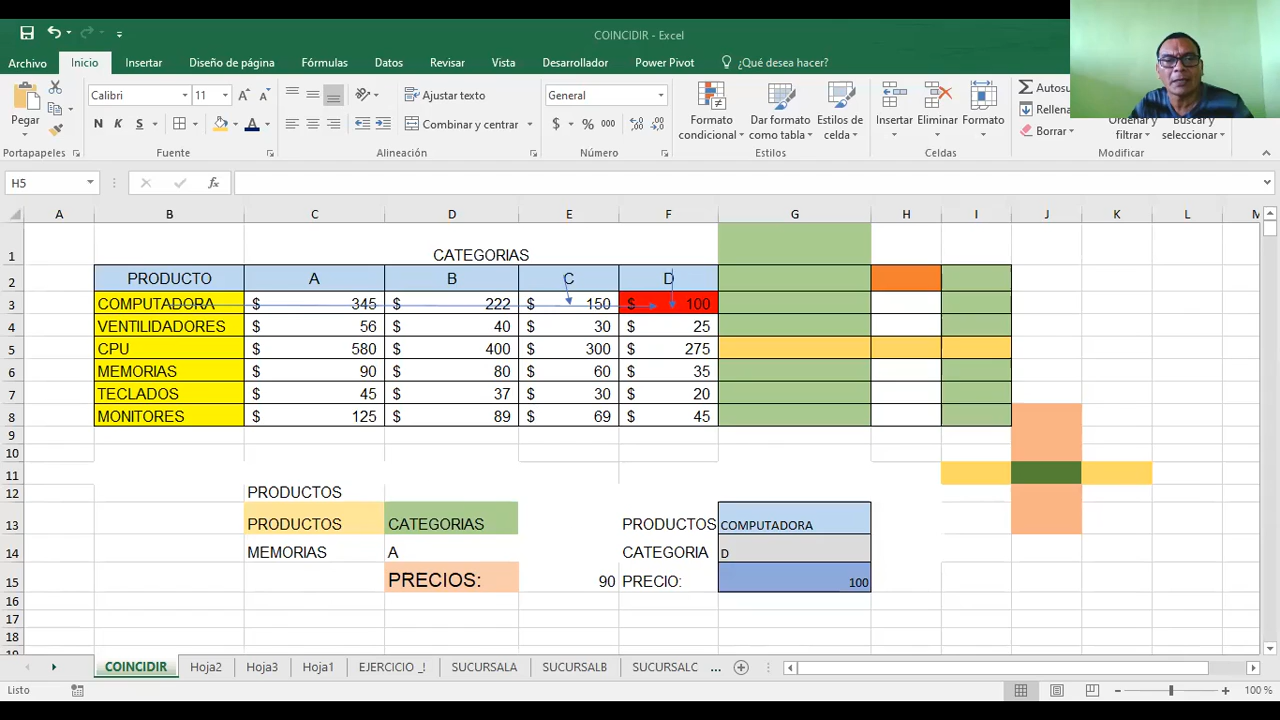 COINCIDIR - Excel
Archivo Inicio Insertar Diseño de página Fórmulas Datos Revisar Vista Desarrollador Power Pivot ¿Qué desea hacer?
Pegar
Calibri 11
N K S
Ajustar texto
Combinar y centrar
General
$ % 000
Formato condicional
Dar formato como tabla
Estilos de celda
Insertar Eliminar Formato
Autosu
Rellena
Borrar
Ordenar y filtrar
Buscar y seleccionar
Portapapeles Fuente Alineación Número Estilos Celdas Modificar
H5 fx
A B C D E F G H I J K L M
1 CATEGORIAS
2 PRODUCTO A B C D
3 COMPUTADORA $ 345 $ 222 $ 150 $ 100
4 VENTILIDADORES $ 56 $ 40 $ 30 $ 25
5 CPU $ 580 $ 400 $ 300 $ 275
6 MEMORIAS $ 90 $ 80 $ 60 $ 35
7 TECLADOS $ 45 $ 37 $ 30 $ 20
8 MONITORES $ 125 $ 89 $ 69 $ 45
9
10
11
12 PRODUCTOS
13 PRODUCTOS CATEGORIAS PRODUCTOS COMPUTADORA
14 MEMORIAS A CATEGORIA D
15 PRECIOS: 90 PRECIO: 100
16
17
18
COINCIDIR Hoja2 Hoja3 Hoja1 EJERCICIO _! SUCURSALA SUCURSALB SUCURSALC ...
Listo 100 %